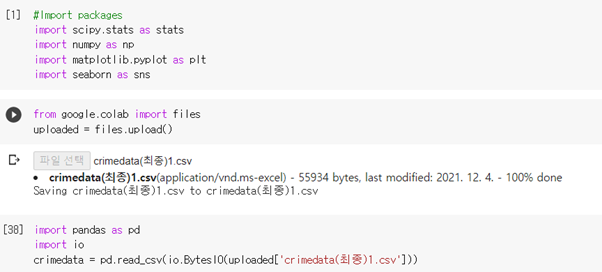 [1] #Import packages
import scipy.stats as stats
import numpy as np
import matplotlib.pyplot as plt
import seaborn as sns
from google.colab import files
uploaded = files.upload()
파일 선택 crimedata(최종)1.csv
• crimedata(최종)1.csv(application/vnd.ms-excel) - 55934 bytes, last modified: 2021. 12. 4. - 100% done
Saving crimedata(최종)1.csv to crimedata(최종)1.csv
[38] import pandas as pd
import io
crimedata = pd.read_csv(io.BytesIO(uploaded['crimedata(최종)1.csv']))